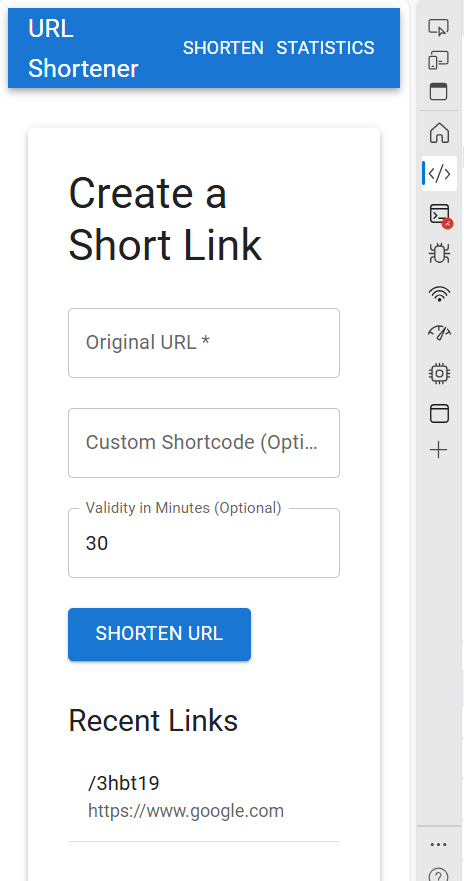 URL
Shortener
SHORTEN STATISTICS
Create a
Short Link
Original URL *
Custom Shortcode (Opti...
Validity in Minutes (Optional)
30
SHORTEN URL
Recent Links
/3hbt19
https://www.google.com